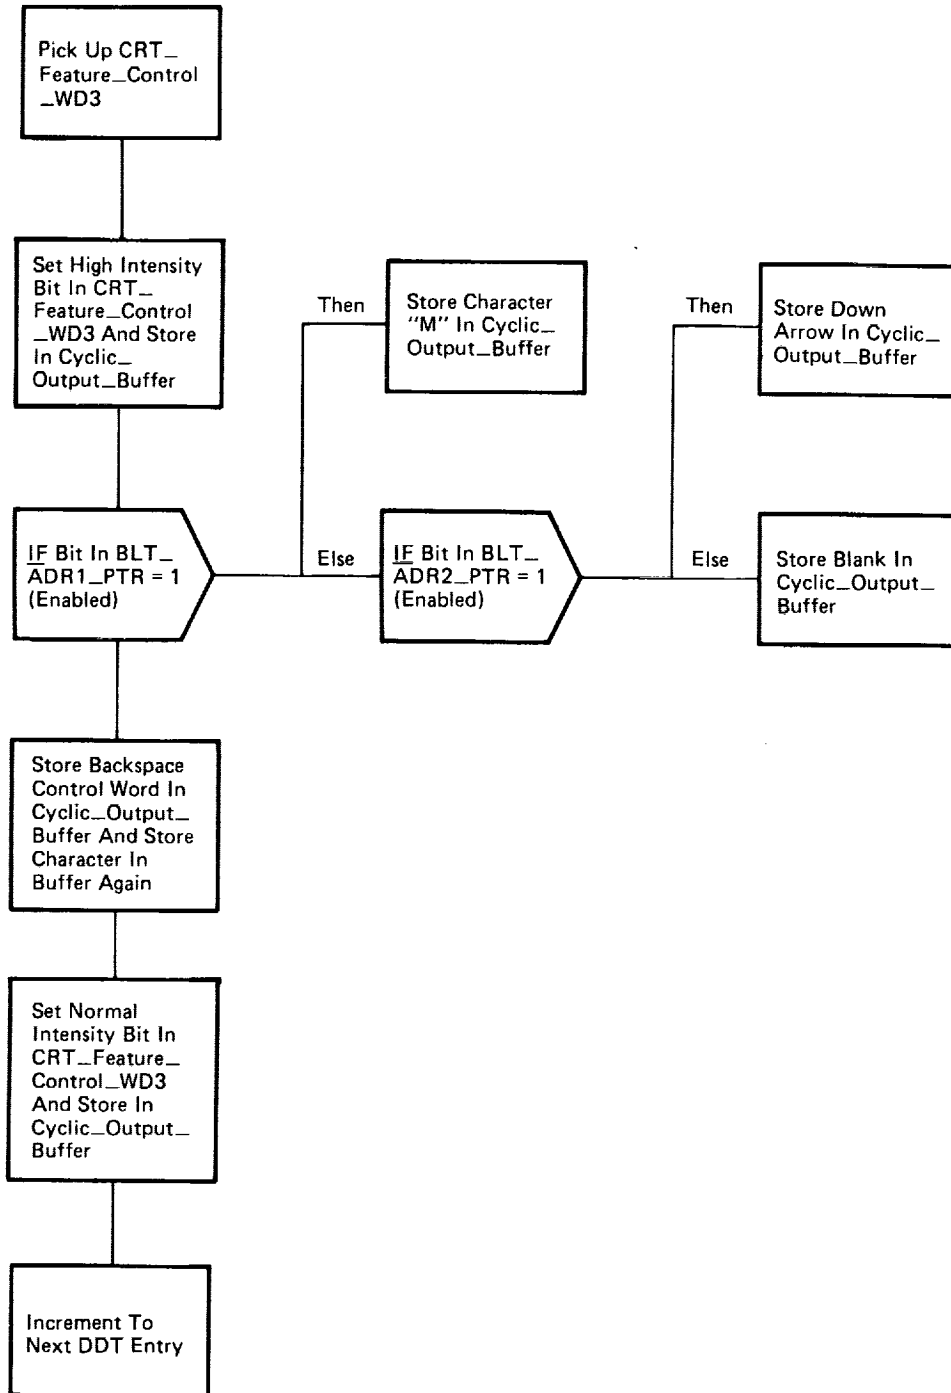 Pick Up CRT_
Feature_Control
_WD3
Set High Intensity
Bit In CRT_
Feature_Control
_WD3 And Store
In Cyclic_
Output_Buffer
Then
Store Character
"M" In Cyclic_
Output_Buffer
Then
Store Down
Arrow In Cyclic_
Output_Buffer
IF Bit In BLT_
ADR1_PTR = 1
(Enabled)
Else
IF Bit In BLT_
ADR2_PTR = 1
(Enabled)
Else
Store Blank In
Cyclic_Output_
Buffer
Store Backspace
Control Word In
Cyclic_Output_
Buffer And Store
Character In
Buffer Again
Set Normal
Intensity Bit In
CRT_Feature_
Control_WD3
And Store In
Cyclic_Output_
Buffer
Increment To
Next DDT Entry